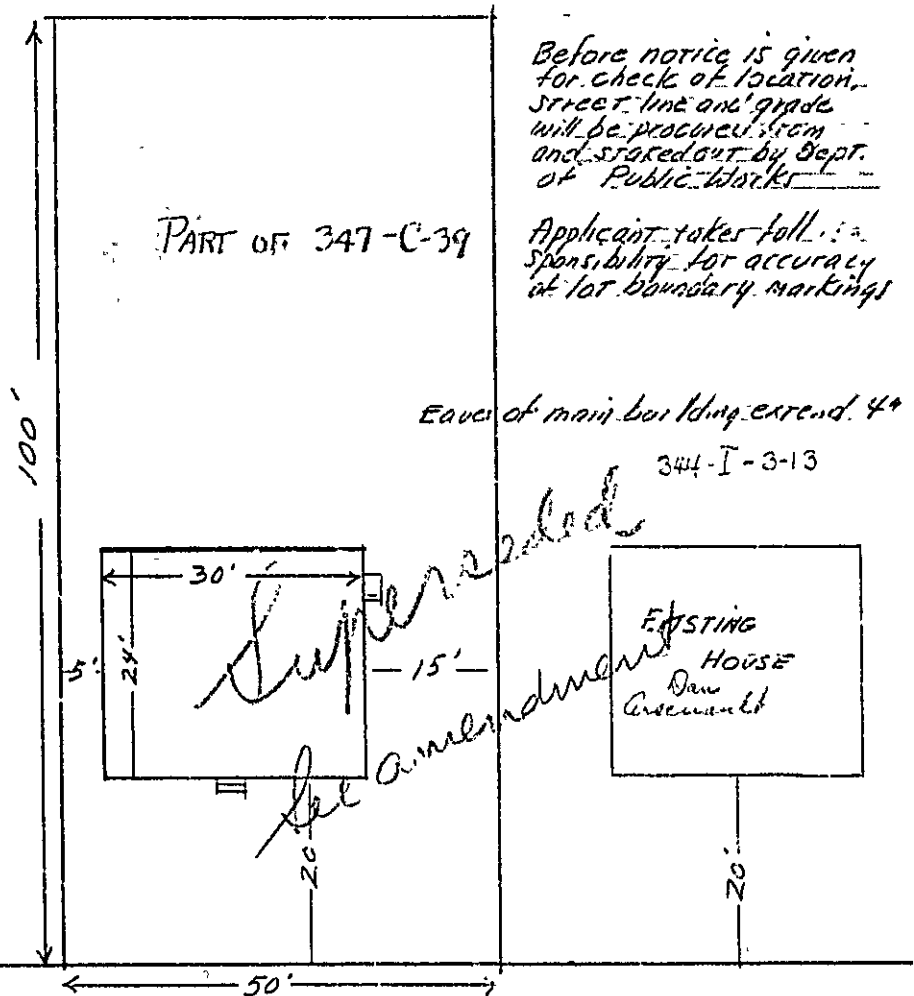 Before notice is given
for check of location,
street line and grade
will be procured from
and staked out by Dept.
of Public Works
PART OF 347-C-39
Applicant takes full
sponsibility for accuracy
of lot boundary markings
100'
Eaves of main building extend 4"
344-I-3-13
Superseded
See amendment
30'
24'
5'
15'
EXISTING
HOUSE
Dan
20'
20'
50'